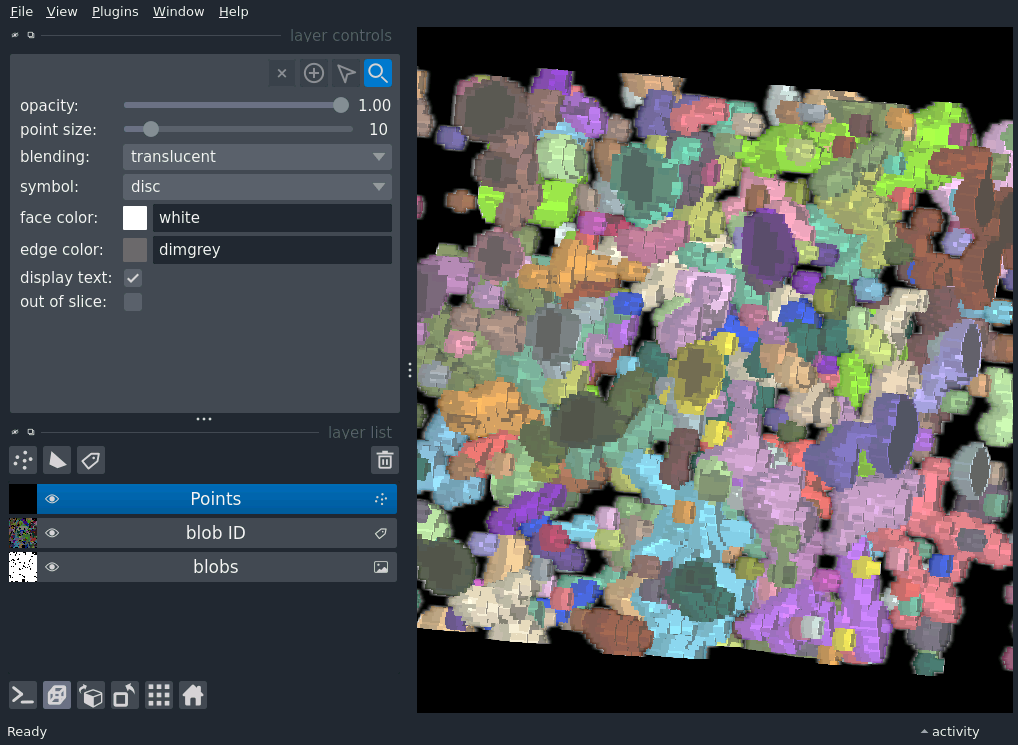 File View Plugins Window Help
layer controls
opacity: 1.00
point size: 10
blending: translucent
symbol: disc
face color: white
edge color: dimgrey
display text:
out of slice:
layer list
Points
blob ID
blobs
Ready activity